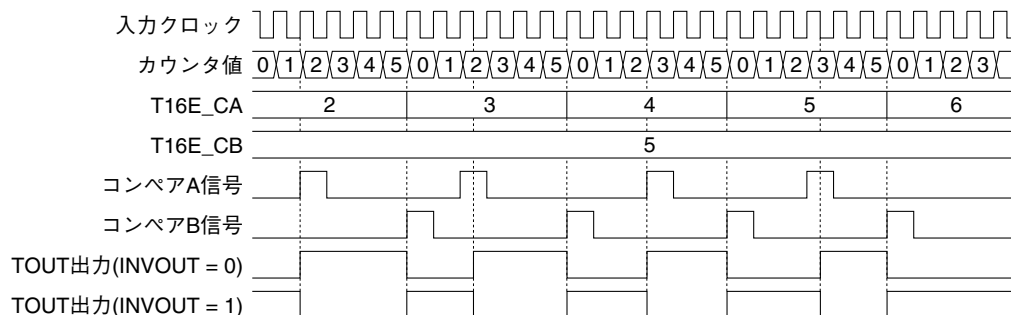 入力クロック
カウンタ値 0 1 2 3 4 5 0 1 2 3 4 5 0 1 2 3 4 5 0 1 2 3 4 5 0 1 2 3
T16E_CA 2 3 4 5 6
T16E_CB 5
コンペアA信号
コンペアB信号
TOUT出力(INVOUT = 0)
TOUT出力(INVOUT = 1)